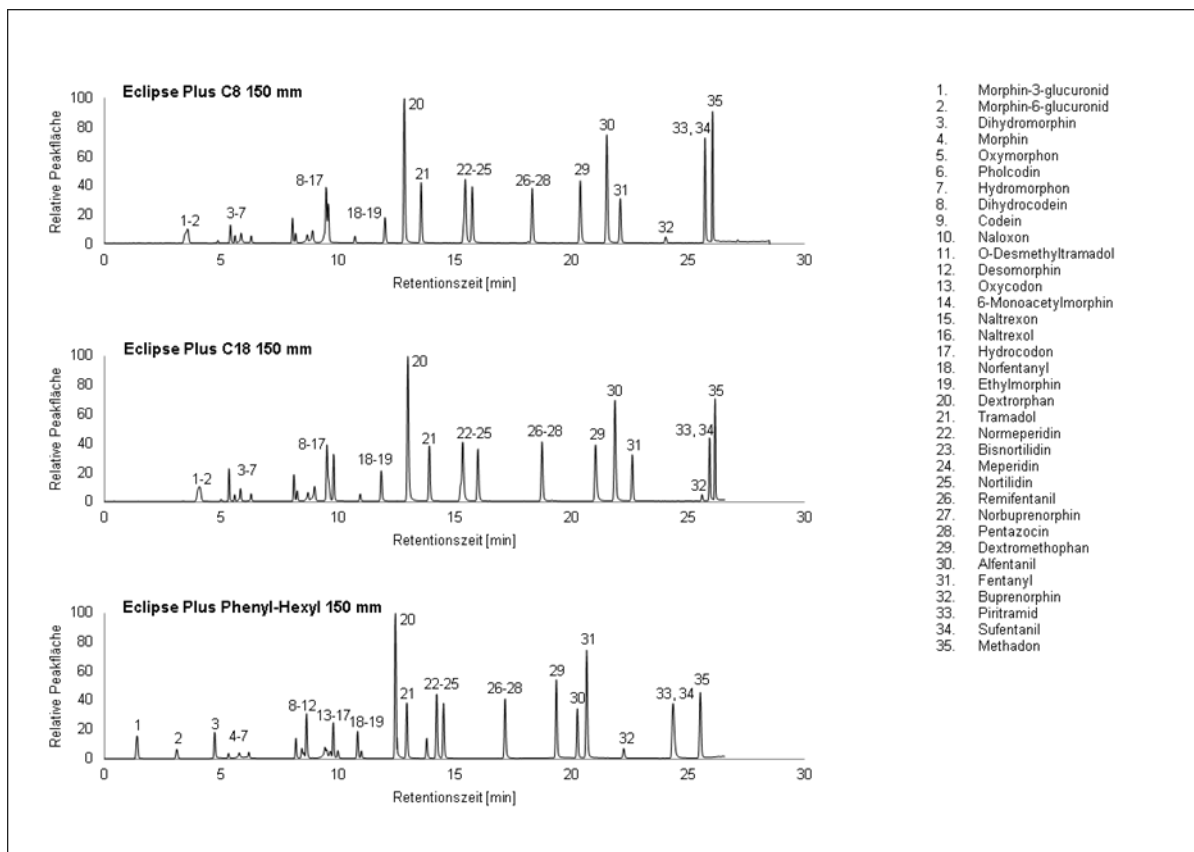 Eclipse Plus C8 150 mm
Relative Peakfläche
100
80
60
40
20
0
1-2
3-7
8-17
18-19
20
21
22-25
26-28
29
30
31
32
33, 34
35
0 5 10 15 20 25 30
Retentionszeit [min]
Eclipse Plus C18 150 mm
Relative Peakfläche
100
80
60
40
20
0
1-2
3-7
8-17
18-19
20
21
22-25
26-28
29
30
31
32
33, 34
35
0 5 10 15 20 25 30
Retentionszeit [min]
Eclipse Plus Phenyl-Hexyl 150 mm
Relative Peakfläche
100
80
60
40
20
0
1
2
3
4-7
8-12
13-17
18-19
20
21
22-25
26-28
29
30
31
32
33, 34
35
0 5 10 15 20 25 30
Retentionszeit [min]
1. Morphin-3-glucuronid
2. Morphin-6-glucuronid
3. Dihydromorphin
4. Morphin
5. Oxymorphon
6. Pholcodin
7. Hydromorphon
8. Dihydrocodein
9. Codein
10. Naloxon
11. O-Desmethyltramadol
12. Desomorphin
13. Oxycodon
14. 6-Monoacetylmorphin
15. Naltrexon
16. Naltrexol
17. Hydrocodon
18. Norfentanyl
19. Ethylmorphin
20. Dextrorphan
21. Tramadol
22. Normeperidin
23. Bisnortilidin
24. Meperidin
25. Nortilidin
26. Remifentanil
27. Norbuprenorphin
28. Pentazocin
29. Dextromethophan
30. Alfentanil
31. Fentanyl
32. Buprenorphin
33. Piritramid
34. Sufentanil
35. Methadon